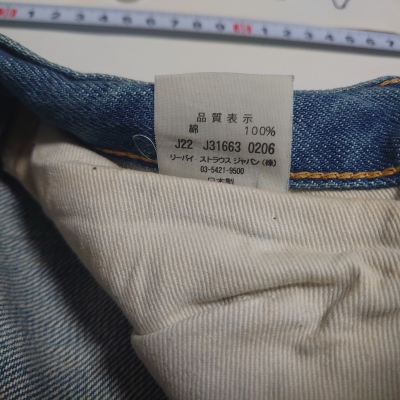 品質表示
綿 100%
J22 J31663 0206
リーバイ ストラウス ジャパン(株)
03-5421-9500
日本製